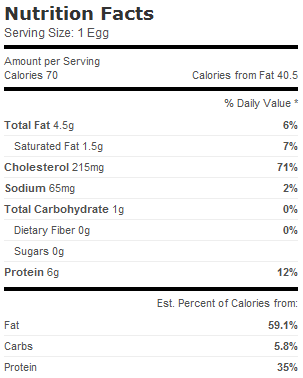 Nutrition Facts
Serving Size: 1 Egg
Amount per Serving
Calories 70 Calories from Fat 40.5
% Daily Value *
Total Fat 4.5g 6%
Saturated Fat 1.5g 7%
Cholesterol 215mg 71%
Sodium 65mg 2%
Total Carbohydrate 1g 0%
Dietary Fiber 0g 0%
Sugars 0g
Protein 6g 12%
Est. Percent of Calories from:
Fat 59.1%
Carbs 5.8%
Protein 35%